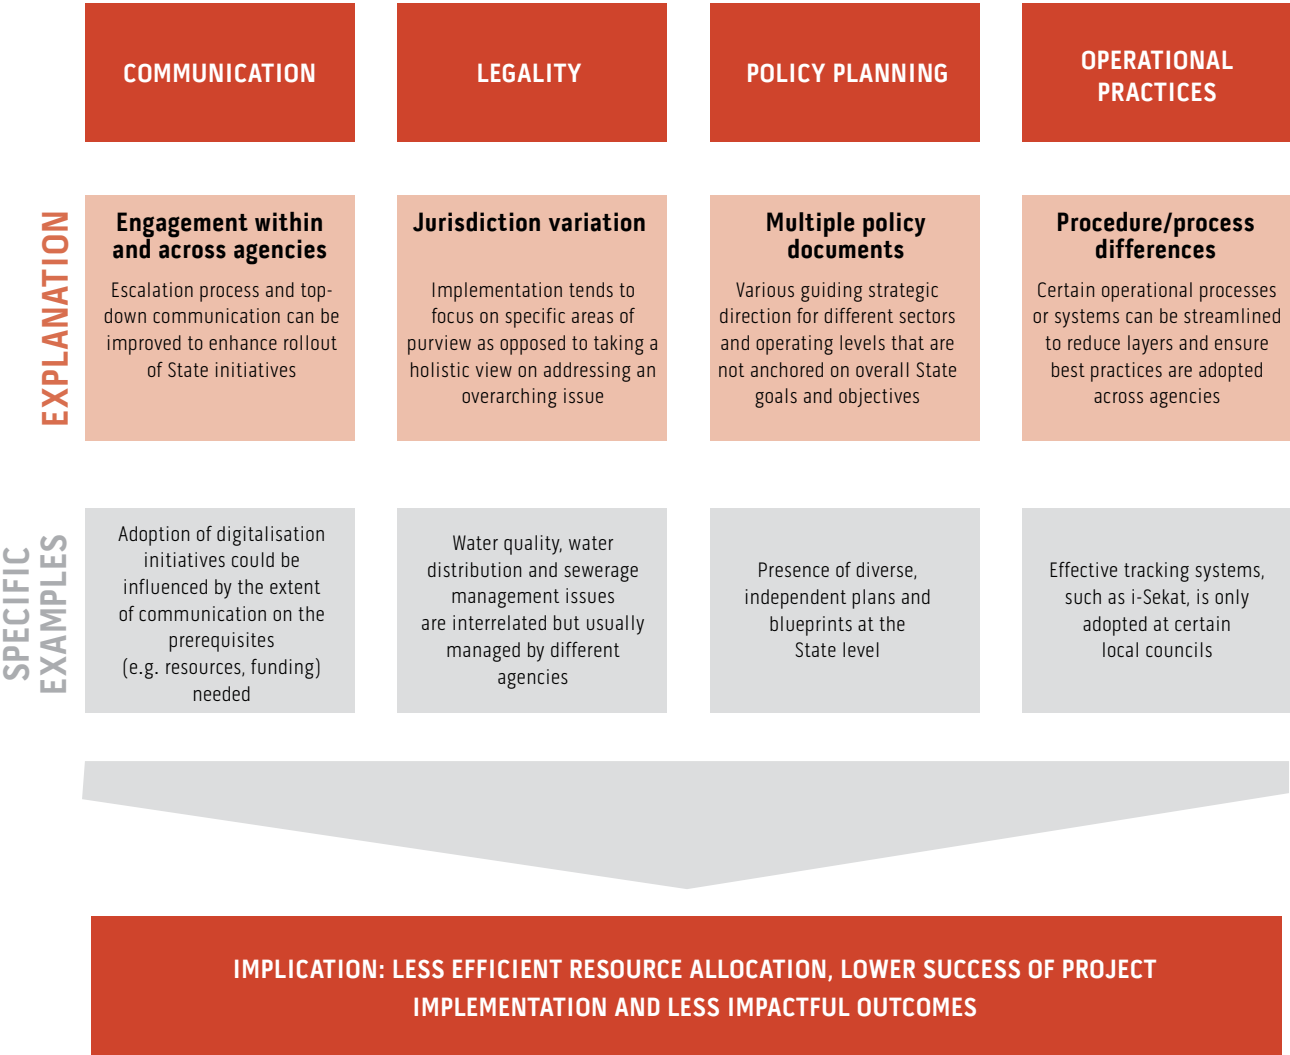 COMMUNICATION
LEGALITY
POLICY PLANNING
OPERATIONAL
PRACTICES
EXPLANATION
Engagement within
and across agencies
Escalation process and top-
down communication can be
improved to enhance rollout
of State initiatives
Jurisdiction variation
Implementation tends to
focus on specific areas of
purview as opposed to taking a
holistic view on addressing an
overarching issue
Multiple policy
documents
Various guiding strategic
direction for different sectors
and operating levels that are
not anchored on overall State
goals and objectives
Procedure/process
differences
Certain operational processes
or systems can be streamlined
to reduce layers and ensure
best practices are adopted
across agencies
SPECIFIC
EXAMPLES
Adoption of digitalisation
initiatives could be
influenced by the extent
of communication on the
prerequisites
(e.g. resources, funding)
needed
Water quality, water
distribution and sewerage
management issues
are interrelated but usually
managed by different
agencies
Presence of diverse,
independent plans and
blueprints at the
State level
Effective tracking systems,
such as i-Sekat, is only
adopted at certain
local councils
IMPLICATION: LESS EFFICIENT RESOURCE ALLOCATION, LOWER SUCCESS OF PROJECT
IMPLEMENTATION AND LESS IMPACTFUL OUTCOMES